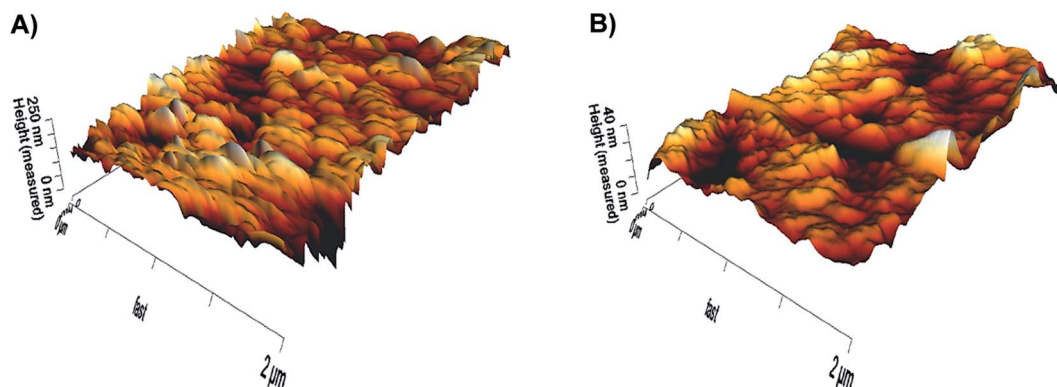 A)
250 nm
Height (measured)
0 nm
0 µm
fast
2 µm
B)
40 nm
Height (measured)
0 nm
0 µm
fast
2 µm